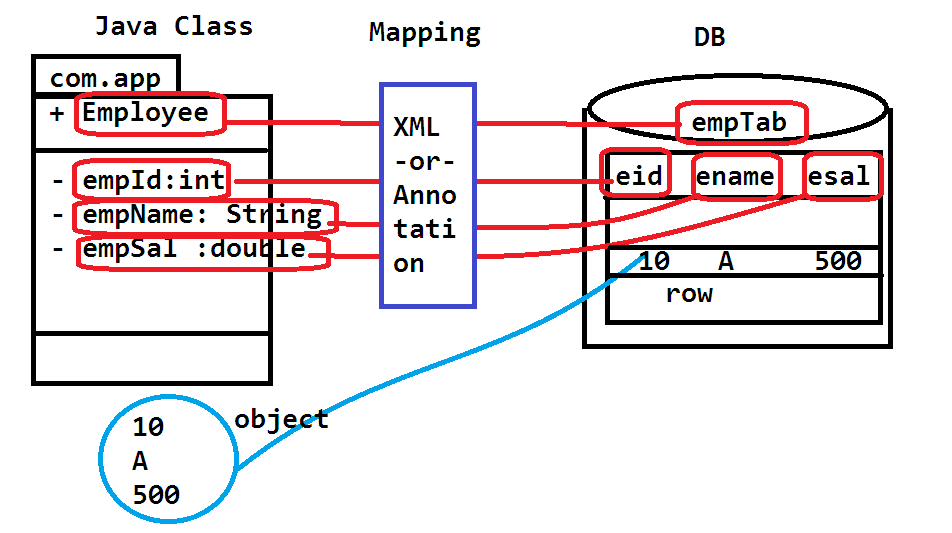 Java Class
Mapping
DB
com.app
+ Employee
- empId:int
- empName: String
- empSal :double
XML
-or-
Anno
tati
on
empTab
eid ename esal
10 A 500
row
object
10
A
500